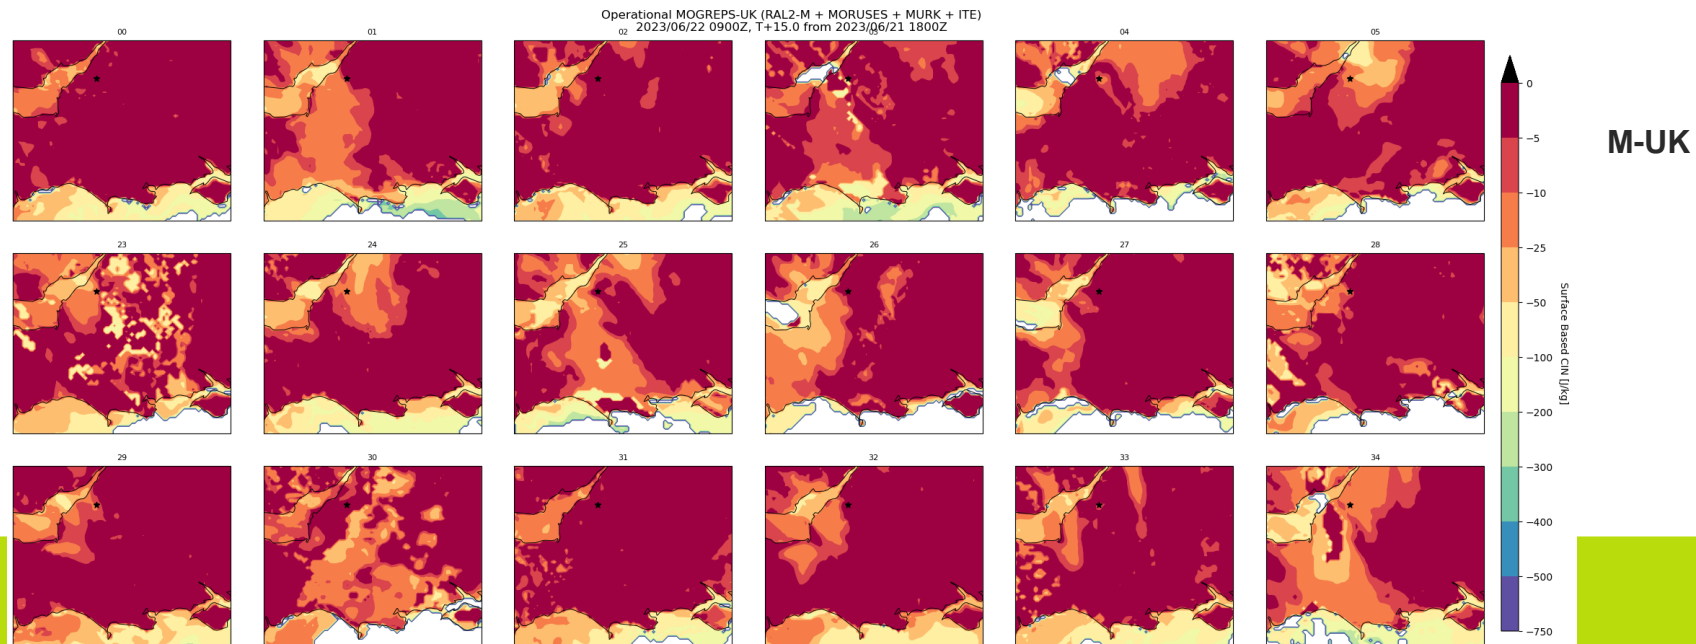 Operational MOGREPS-UK (RAL2-M + MORUSES + MURK + ITE)
2023/06/22 0900Z, T+15.0 from 2023/06/21 1800Z
00 01 02 03 04 05
23 24 25 26 27 28
29 30 31 32 33 34
0
−5
−10
−25
−50
−100
−200
−300
−400
−500
−750
Surface Based CIN [J/kg]
M-UK